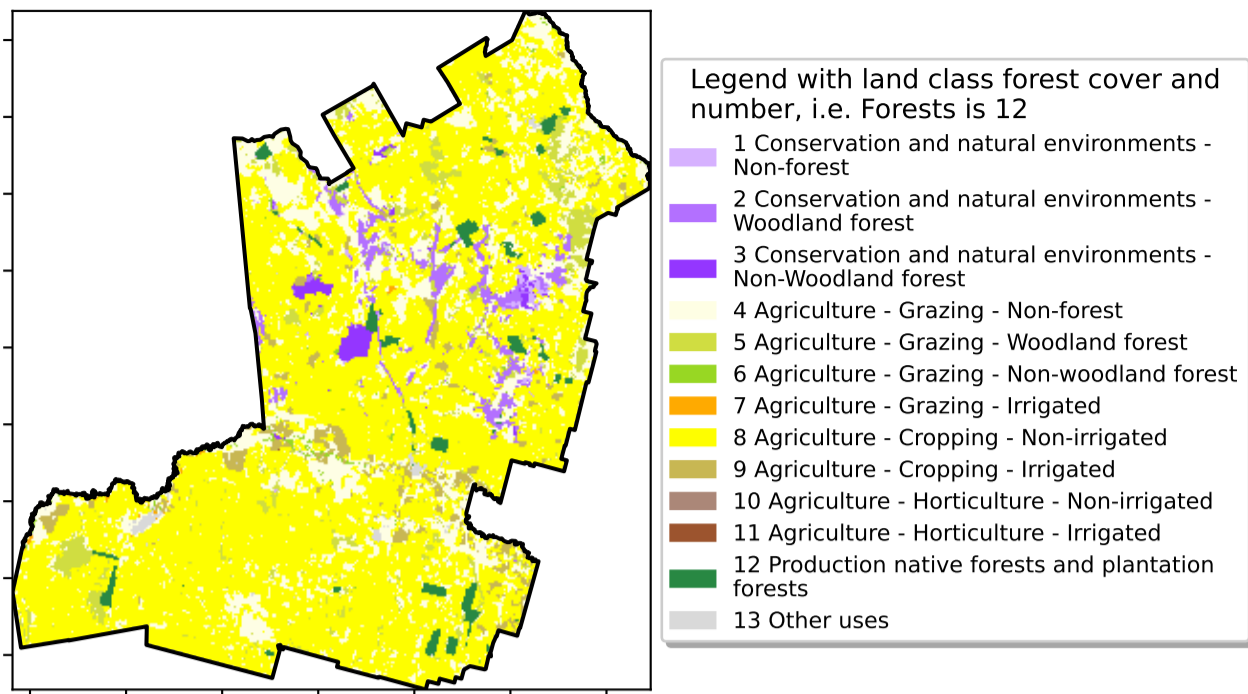 Legend with land class forest cover and
number, i.e. Forests is 12
1 Conservation and natural environments -
Non-forest
2 Conservation and natural environments -
Woodland forest
3 Conservation and natural environments -
Non-Woodland forest
4 Agriculture - Grazing - Non-forest
5 Agriculture - Grazing - Woodland forest
6 Agriculture - Grazing - Non-woodland forest
7 Agriculture - Grazing - Irrigated
8 Agriculture - Cropping - Non-irrigated
9 Agriculture - Cropping - Irrigated
10 Agriculture - Horticulture - Non-irrigated
11 Agriculture - Horticulture - Irrigated
12 Production native forests and plantation
forests
13 Other uses